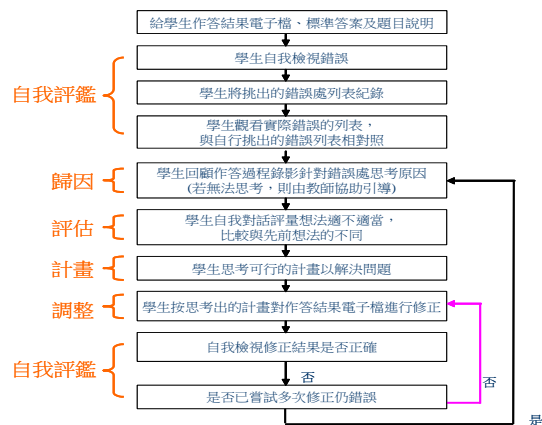 給學生作答結果電子檔、標準答案及題目說明
學生自我檢視錯誤
自我評鑑
學生將挑出的錯誤處列表紀錄
學生觀看實際錯誤的列表，
與自行挑出的錯誤列表相對照
歸因
學生回顧作答過程錄影針對錯誤處思考原因
(若無法思考，則由教師協助引導)
評估
學生自我對話評量想法適不適當，
比較與先前想法的不同
計畫
學生思考可行的計畫以解決問題
調整
學生按思考出的計畫對作答結果電子檔進行修正
自我評鑑
自我檢視修正結果是否正確
否
否
是否已嘗試多次修正仍錯誤
是